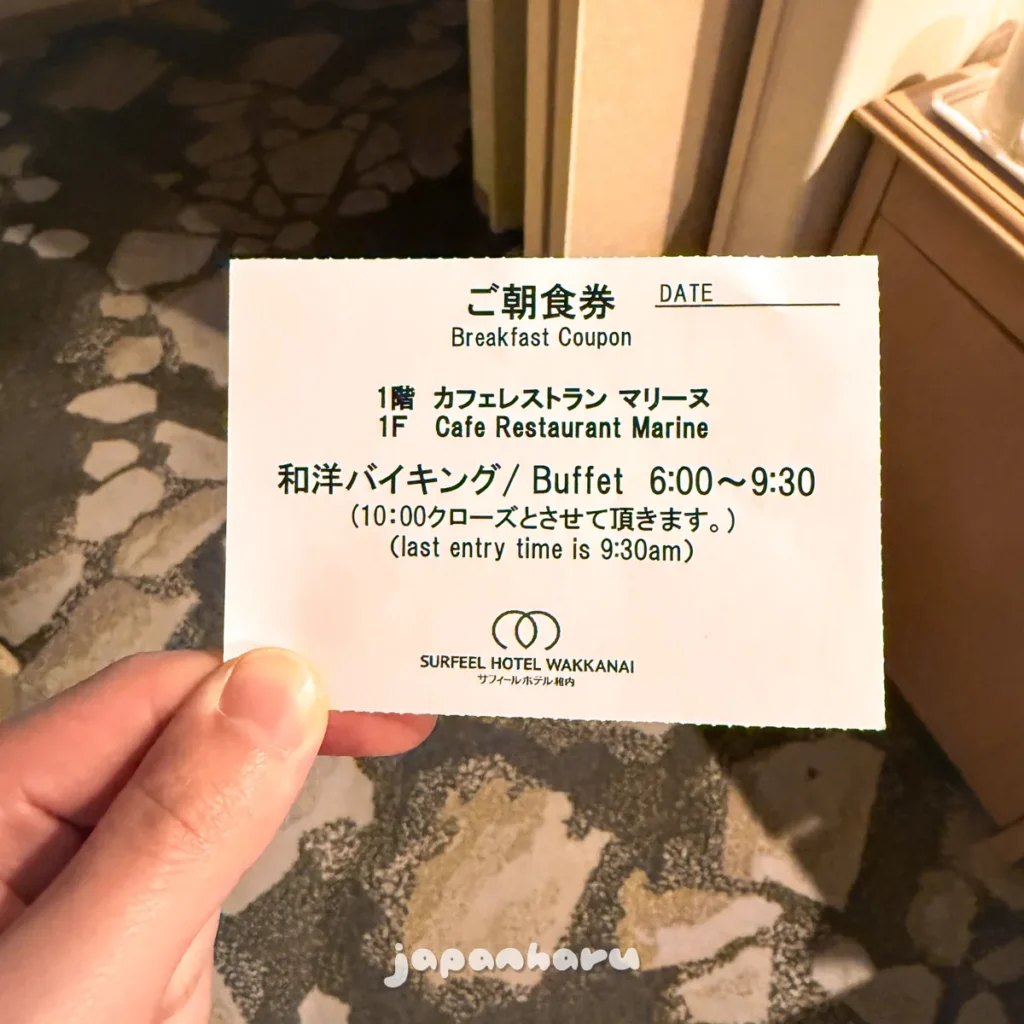 ご朝食券 DATE
Breakfast Coupon
1階 カフェレストラン マリーヌ
1F Cafe Restaurant Marine
和洋バイキング/ Buffet 6:00～9:30
(10:00クローズとさせて頂きます。)
(last entry time is 9:30am)
SURFEEL HOTEL WAKKANAI
サフィールホテル稚内
japanharu